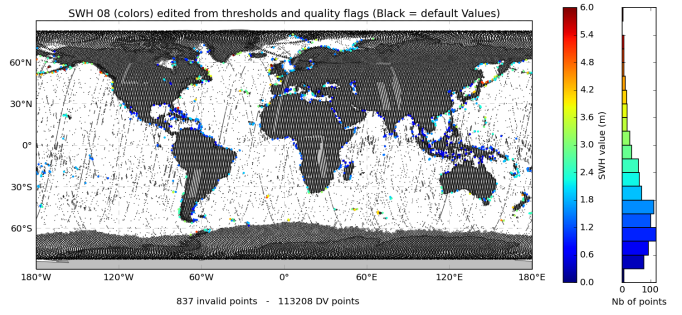 SWH 08 (colors) edited from thresholds and quality flags (Black = default Values)
60°N
30°N
0°
30°S
60°S
180°W
120°W
60°W
0°
60°E
120°E
180°E
6.0
5.4
4.8
4.2
3.6
3.0
2.4
1.8
1.2
0.6
0.0
SWH value (m)
0
100
Nb of points
837 invalid points - 113208 DV points